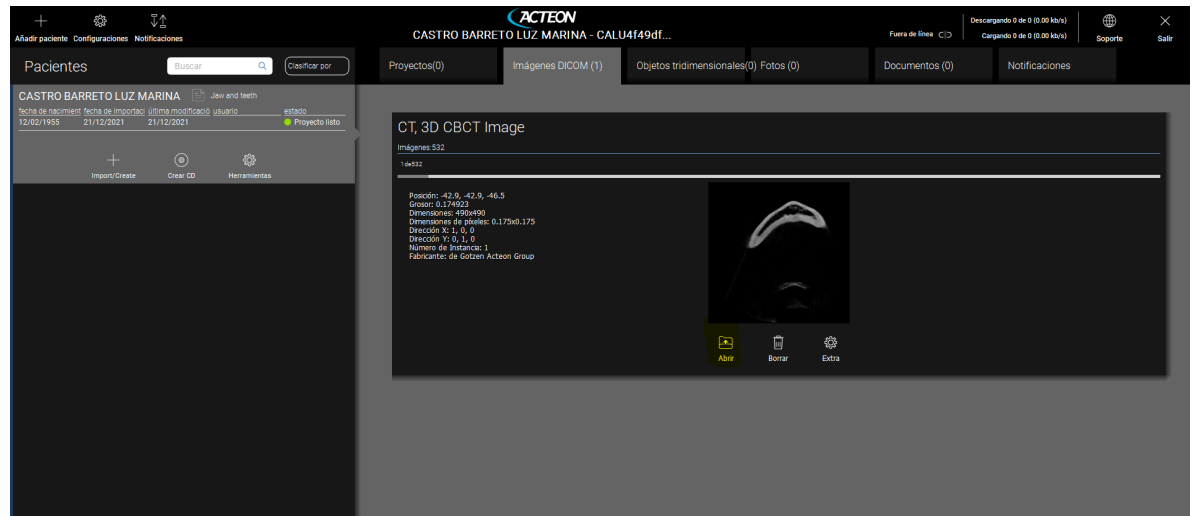 ACTEON
Añadir paciente Configuraciones Notificaciones
CASTRO BARRETO LUZ MARINA - CALU4f49df...
Fuera de línea
Descargando 0 de 0 (0.00 kb/s)
Cargando 0 de 0 (0.00 kb/s)
Soporte
Salir
Pacientes
Buscar
Clasificar por
Proyectos(0)
Imágenes DICOM (1)
Objetos tridimensionales(0)
Fotos (0)
Documentos (0)
Notificaciones
CASTRO BARRETO LUZ MARINA Jaw and teeth
fecha de nacimient fecha de importaci última modificació usuario estado
12/02/1955 21/12/2021 21/12/2021 Proyecto listo
Import/Create Crear CD Herramientas
CT, 3D CBCT Image
Imágenes:532
1de532
Posición: -42.9, -42.9, -46.5
Grosor: 0.174923
Dimensiones: 490x490
Dimensiones de píxeles: 0.175x0.175
Dirección X: 1, 0, 0
Dirección Y: 0, 1, 0
Número de Instancia: 1
Fabricante: de Gotzen Acteon Group
Abrir Borrar Extra